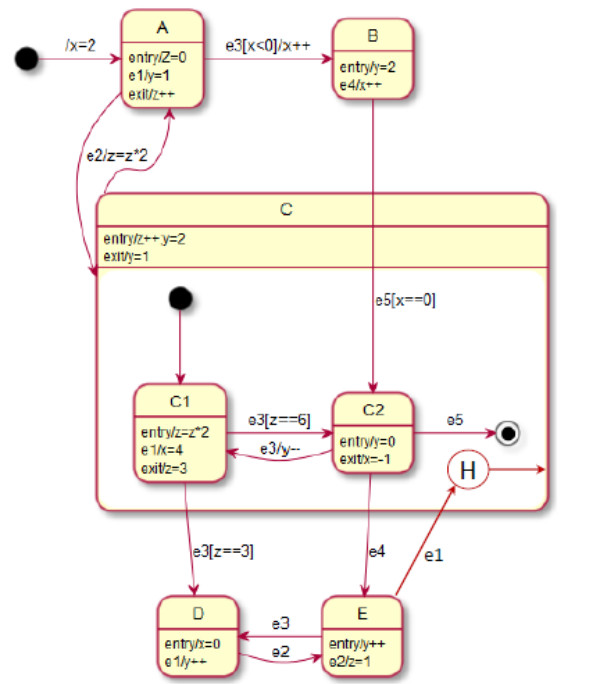 /x=2
A
entry/Z=0
e1/y=1
exit/z++
e3[x<0]/x++
B
entry/y=2
e4/x++
e2/z=z*2
C
entry/z++;y=2
exit/y=1
e5[x==0]
C1
entry/z=z*2
e1/x=4
exit/z=3
e3[z==6]
e3/y--
C2
entry/y=0
exit/x=-1
e5
H
e3[z==3]
e4
e1
D
entry/x=0
e1/y++
e3
e2
E
entry/y++
e2/z=1